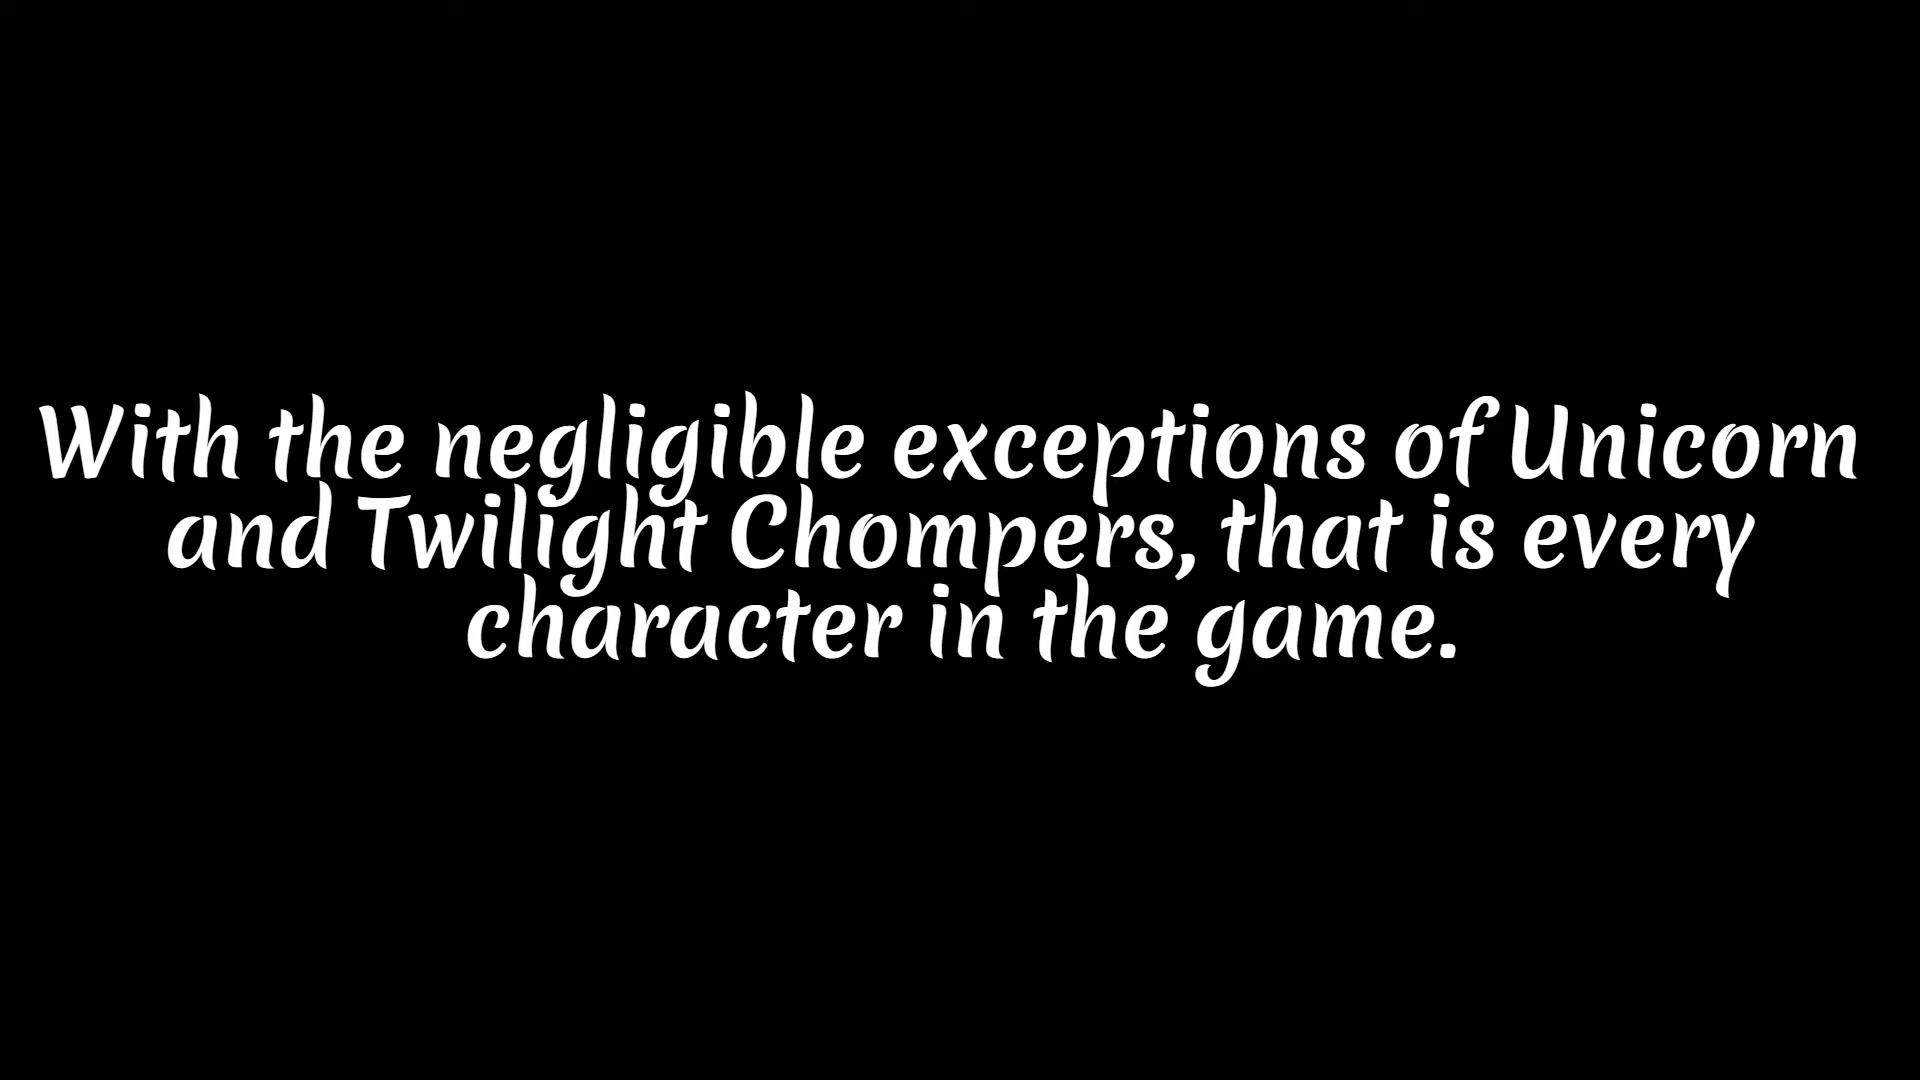 With the negligible exceptions of Unicorn
and Twilight Chompers, that is every
character in the game.